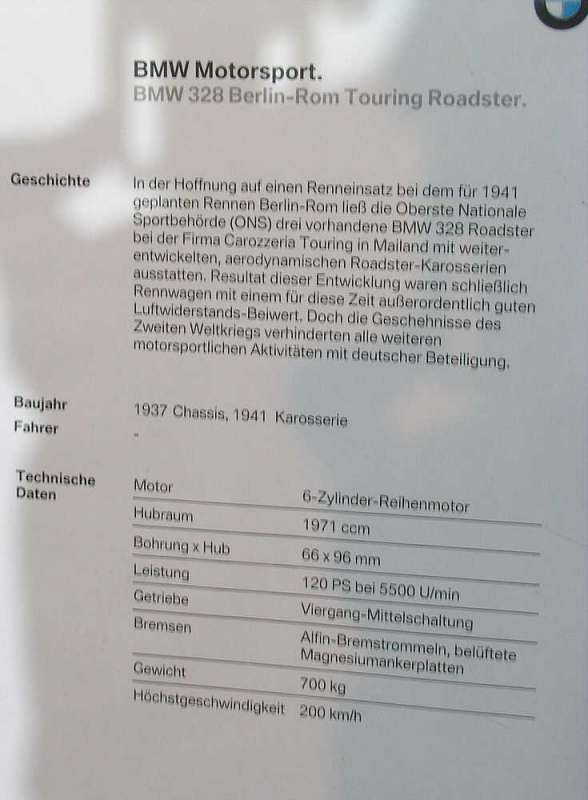 BMW Motorsport.
BMW 328 Berlin-Rom Touring Roadster.
Geschichte
In der Hoffnung auf einen Renneinsatz bei dem für 1941
geplanten Rennen Berlin-Rom ließ die Oberste Nationale
Sportbehörde (ONS) drei vorhandene BMW 328 Roadster
bei der Firma Carozzeria Touring in Mailand mit weiter-
entwickelten, aerodynamischen Roadster-Karosserien
ausstatten. Resultat dieser Entwicklung waren schließlich
Rennwagen mit einem für diese Zeit außerordentlich guten
Luftwiderstands-Beiwert. Doch die Geschehnisse des
Zweiten Weltkriegs verhinderten alle weiteren
motorsportlichen Aktivitäten mit deutscher Beteiligung.
Baujahr 1937 Chassis, 1941 Karosserie
Fahrer -
Technische
Daten
Motor 6-Zylinder-Reihenmotor
Hubraum 1971 ccm
Bohrung x Hub 66 x 96 mm
Leistung 120 PS bei 5500 U/min
Getriebe Viergang-Mittelschaltung
Bremsen Alfin-Bremstrommeln, belüftete
Magnesiumankerplatten
Gewicht 700 kg
Höchstgeschwindigkeit 200 km/h